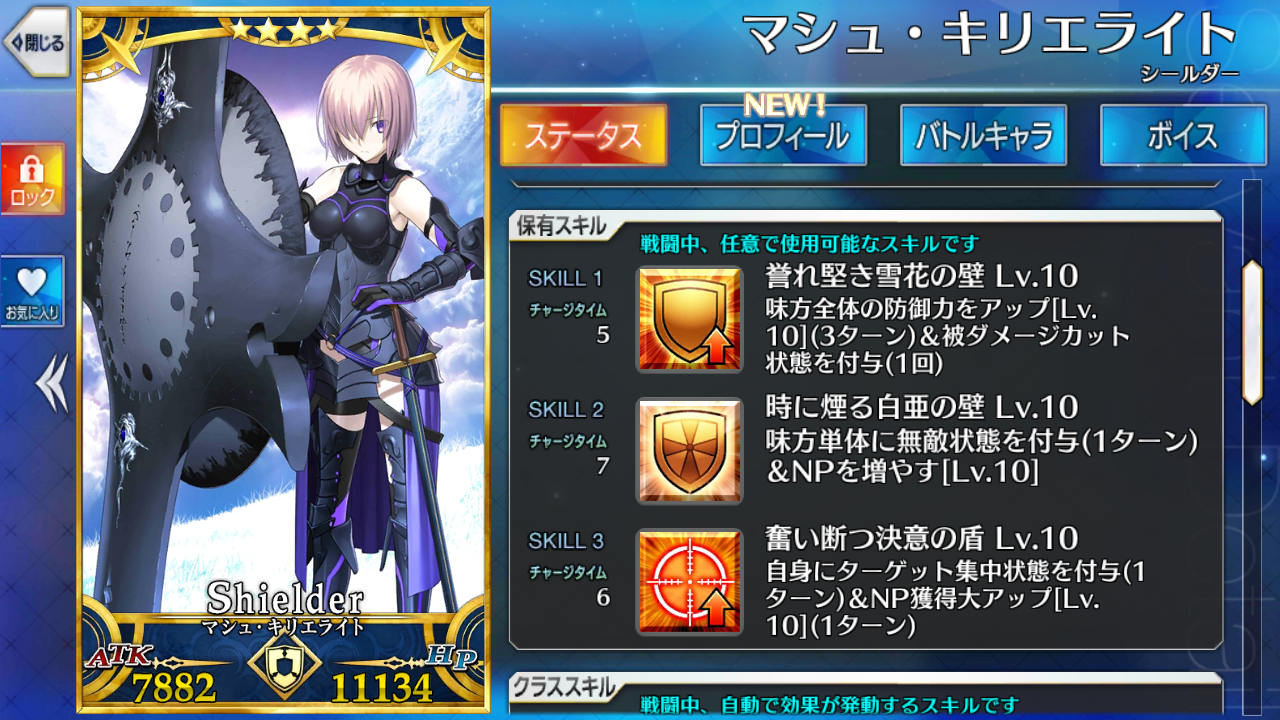 閉じる
マシュ・キリエライト
シールダー
ステータス
NEW!
プロフィール
バトルキャラ
ボイス
ロック
お気に入り
保有スキル
戦闘中、任意で使用可能なスキルです
SKILL 1
チャージタイム
5
誉れ堅き雪花の壁 Lv.10
味方全体の防御力をアップ[Lv.
10](3ターン)&被ダメージカット
状態を付与(1回)
SKILL 2
チャージタイム
7
時に煙る白亜の壁 Lv.10
味方単体に無敵状態を付与(1ターン)
&NPを増やす[Lv.10]
SKILL 3
チャージタイム
6
奮い断つ決意の盾 Lv.10
自身にターゲット集中状態を付与(1
ターン)&NP獲得大アップ[Lv.
10](1ターン)
Shielder
マシュ・キリエライト
ATK
7882
HP
11134
クラススキル
戦闘中、自動で効果が発動するスキルです